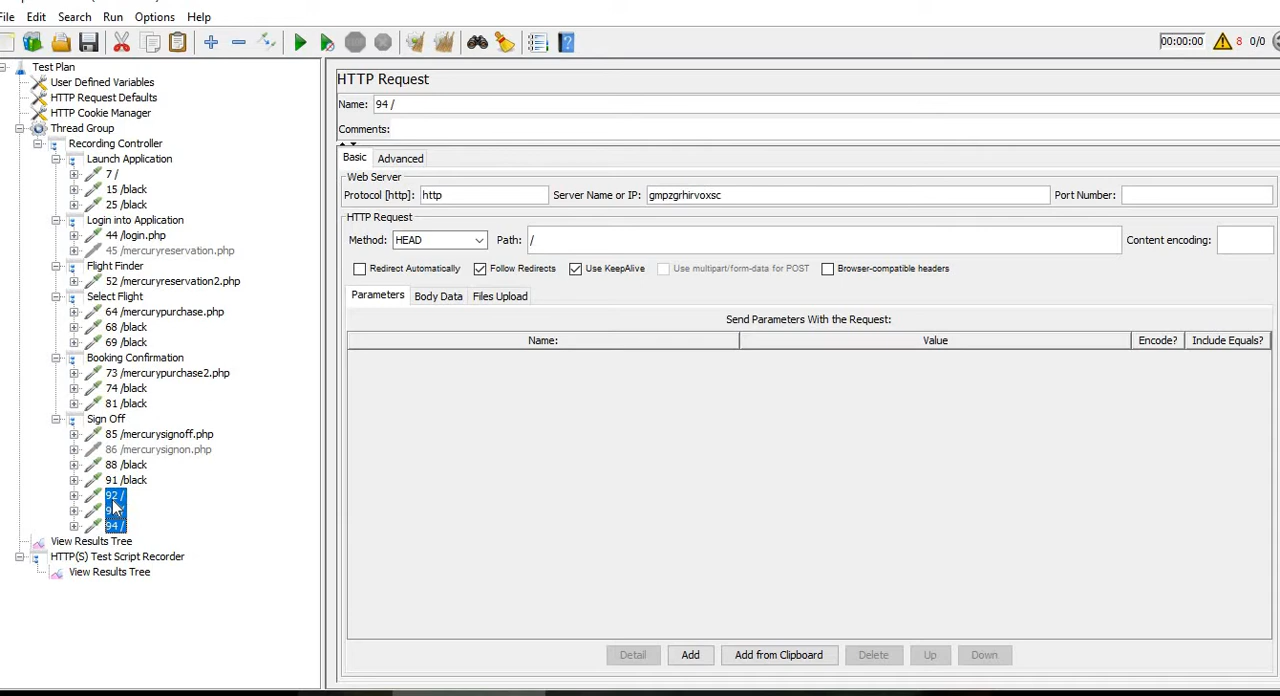 File Edit Search Run Options Help
00:00:00 8 0/0
Test Plan
User Defined Variables
HTTP Request Defaults
HTTP Cookie Manager
Thread Group
Recording Controller
Launch Application
7 /
15 /black
25 /black
Login into Application
44 /login.php
45 /mercuryreservation.php
Flight Finder
52 /mercuryreservation2.php
Select Flight
64 /mercurypurchase.php
68 /black
69 /black
Booking Confirmation
73 /mercurypurchase2.php
74 /black
81 /black
Sign Off
85 /mercurysignoff.php
86 /mercurysignon.php
88 /black
91 /black
92 /
94 /
View Results Tree
HTTP(S) Test Script Recorder
View Results Tree
HTTP Request
Name: 94 /
Comments:
Basic Advanced
Web Server
Protocol [http]: http Server Name or IP: gmpzgrhirvoxsc Port Number:
HTTP Request
Method: HEAD Path: / Content encoding:
Redirect Automatically Follow Redirects Use KeepAlive Use multipart/form-data for POST Browser-compatible headers
Parameters Body Data Files Upload
Send Parameters With the Request:
Name: Value Encode? Include Equals?
Detail Add Add from Clipboard Delete Up Down